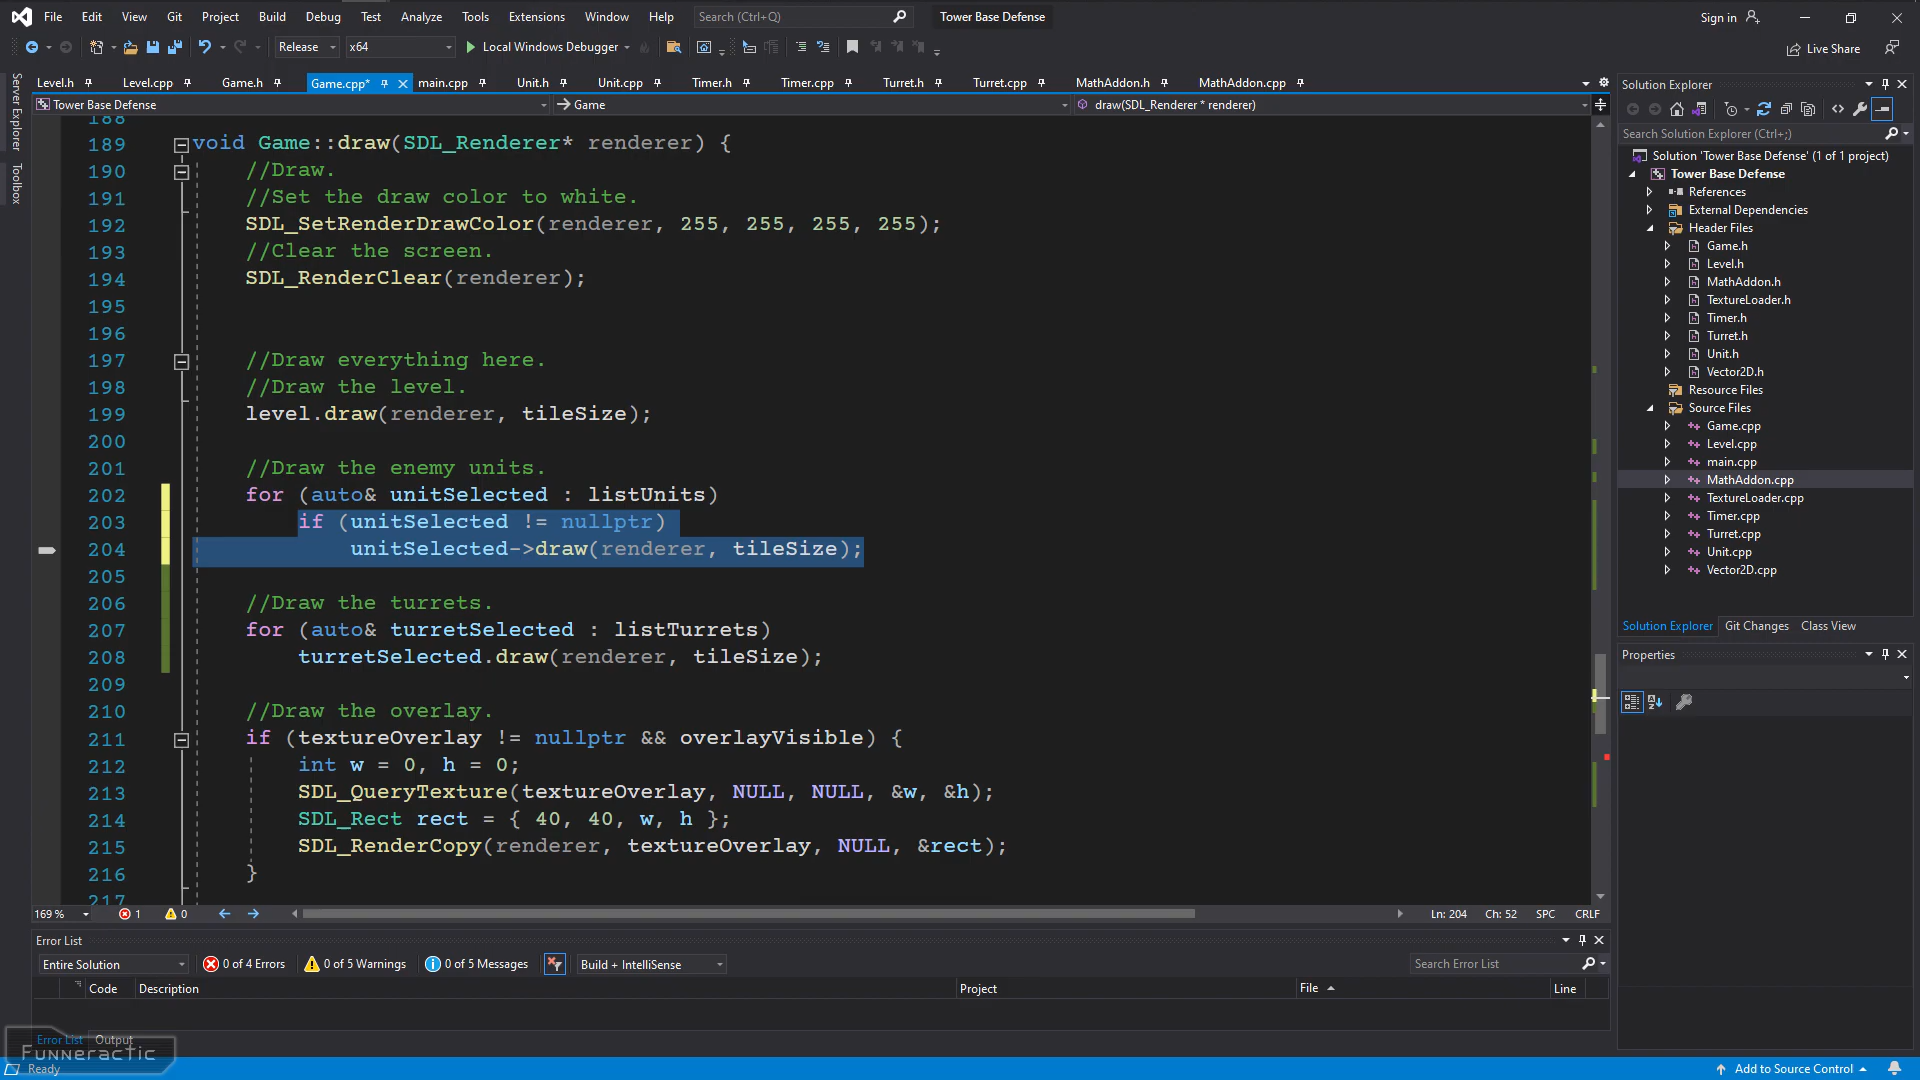 File Edit View Git Project Build Debug Test Analyze Tools Extensions Window Help Search (Ctrl+Q) Tower Base Defense Sign in
Release x64 Local Windows Debugger Live Share
Level.h Level.cpp Game.h Game.cpp* main.cpp Unit.h Unit.cpp Timer.h Timer.cpp Turret.h Turret.cpp MathAddon.h MathAddon.cpp
Tower Base Defense Game draw(SDL_Renderer * renderer)
Server Explorer
Toolbox
188
189 void Game::draw(SDL_Renderer* renderer) {
190 //Draw.
191 //Set the draw color to white.
192 SDL_SetRenderDrawColor(renderer, 255, 255, 255, 255);
193 //Clear the screen.
194 SDL_RenderClear(renderer);
195
196
197 //Draw everything here.
198 //Draw the level.
199 level.draw(renderer, tileSize);
200
201 //Draw the enemy units.
202 for (auto& unitSelected : listUnits)
203 if (unitSelected != nullptr)
204 unitSelected->draw(renderer, tileSize);
205
206 //Draw the turrets.
207 for (auto& turretSelected : listTurrets)
208 turretSelected.draw(renderer, tileSize);
209
210 //Draw the overlay.
211 if (textureOverlay != nullptr && overlayVisible) {
212 int w = 0, h = 0;
213 SDL_QueryTexture(textureOverlay, NULL, NULL, &w, &h);
214 SDL_Rect rect = { 40, 40, w, h };
215 SDL_RenderCopy(renderer, textureOverlay, NULL, &rect);
216 }
217
169 % 1 0 Ln: 204 Ch: 52 SPC CRLF
Error List
Entire Solution 0 of 4 Errors 0 of 5 Warnings 0 of 5 Messages Build + IntelliSense Search Error List
Code Description Project File Line
Error List Output
Funneractic
Ready Add to Source Control
Solution Explorer
Search Solution Explorer (Ctrl+;)
Solution 'Tower Base Defense' (1 of 1 project)
Tower Base Defense
References
External Dependencies
Header Files
Game.h
Level.h
MathAddon.h
TextureLoader.h
Timer.h
Turret.h
Unit.h
Vector2D.h
Resource Files
Source Files
Game.cpp
Level.cpp
main.cpp
MathAddon.cpp
TextureLoader.cpp
Timer.cpp
Turret.cpp
Unit.cpp
Vector2D.cpp
Solution Explorer Git Changes Class View
Properties